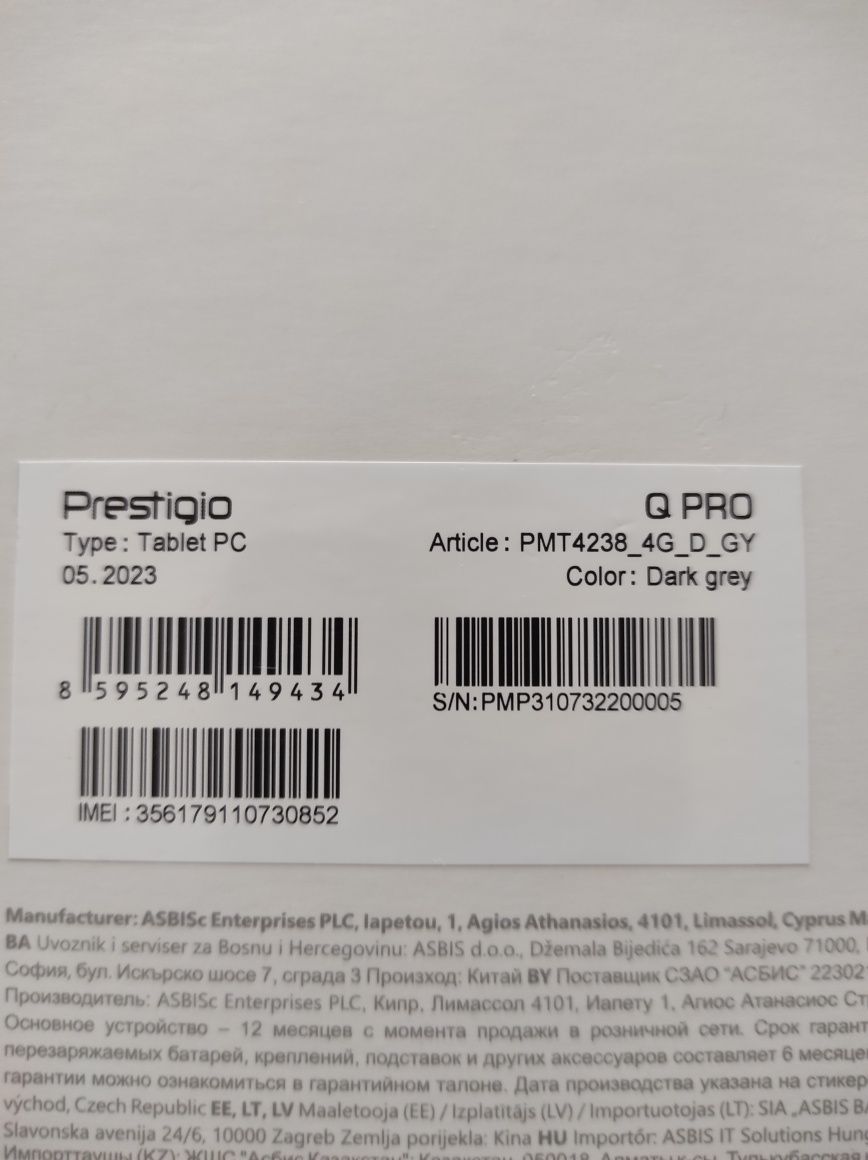 Prestigio
Q PRO
Type : Tablet PC
Article : PMT4238_4G_D_GY
05.2023
Color : Dark grey
8 595248 149434
S/N:PMP310732200005
IMEI : 356179110730852
Manufacturer: ASBISc Enterprises PLC, Iapetou, 1, Agios Athanasios, 4101, Limassol, Cyprus
BA Uvoznik i serviser za Bosnu i Hercegovinu: ASBIS d.o.o., Džemala Bijedića 162 Sarajevo 71000,
София, бул. Искърско шосе 7, сграда 3 Произход: Китай BY Поставщик СЗАО "АСБИС" 22302
Производитель: ASBISc Enterprises PLC, Кипр, Лимассол 4101, Иапету 1, Агиос Атанасиос
Основное устройство – 12 месяцев с момента продажи в розничной сети. Срок
перезаряжаемых батарей, креплений, подставок и других аксессуаров составляет 6
гарантии можно ознакомиться в гарантийном талоне. Дата производства указана на
východ, Czech Republic EE, LT, LV Maaletooja (EE) / Izplatītājs (LV) / Importuotojas (LT): SIA „ASBIS
Slavonska avenija 24/6, 10000 Zagreb Zemlja porijekla: Kina HU Importőr: ASBIS IT Solutions
(KZ): ЖШС "Асбис Казахстан"